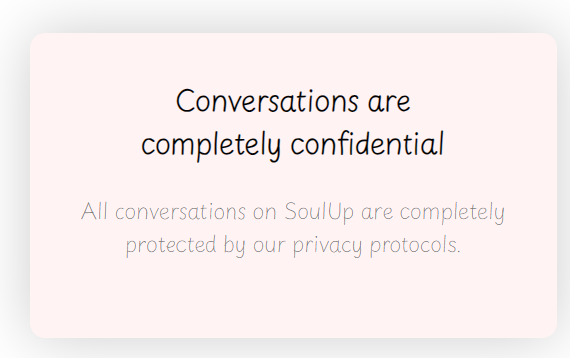 Conversations are
completely confidential
All conversations on SoulUp are completely
protected by our privacy protocols.